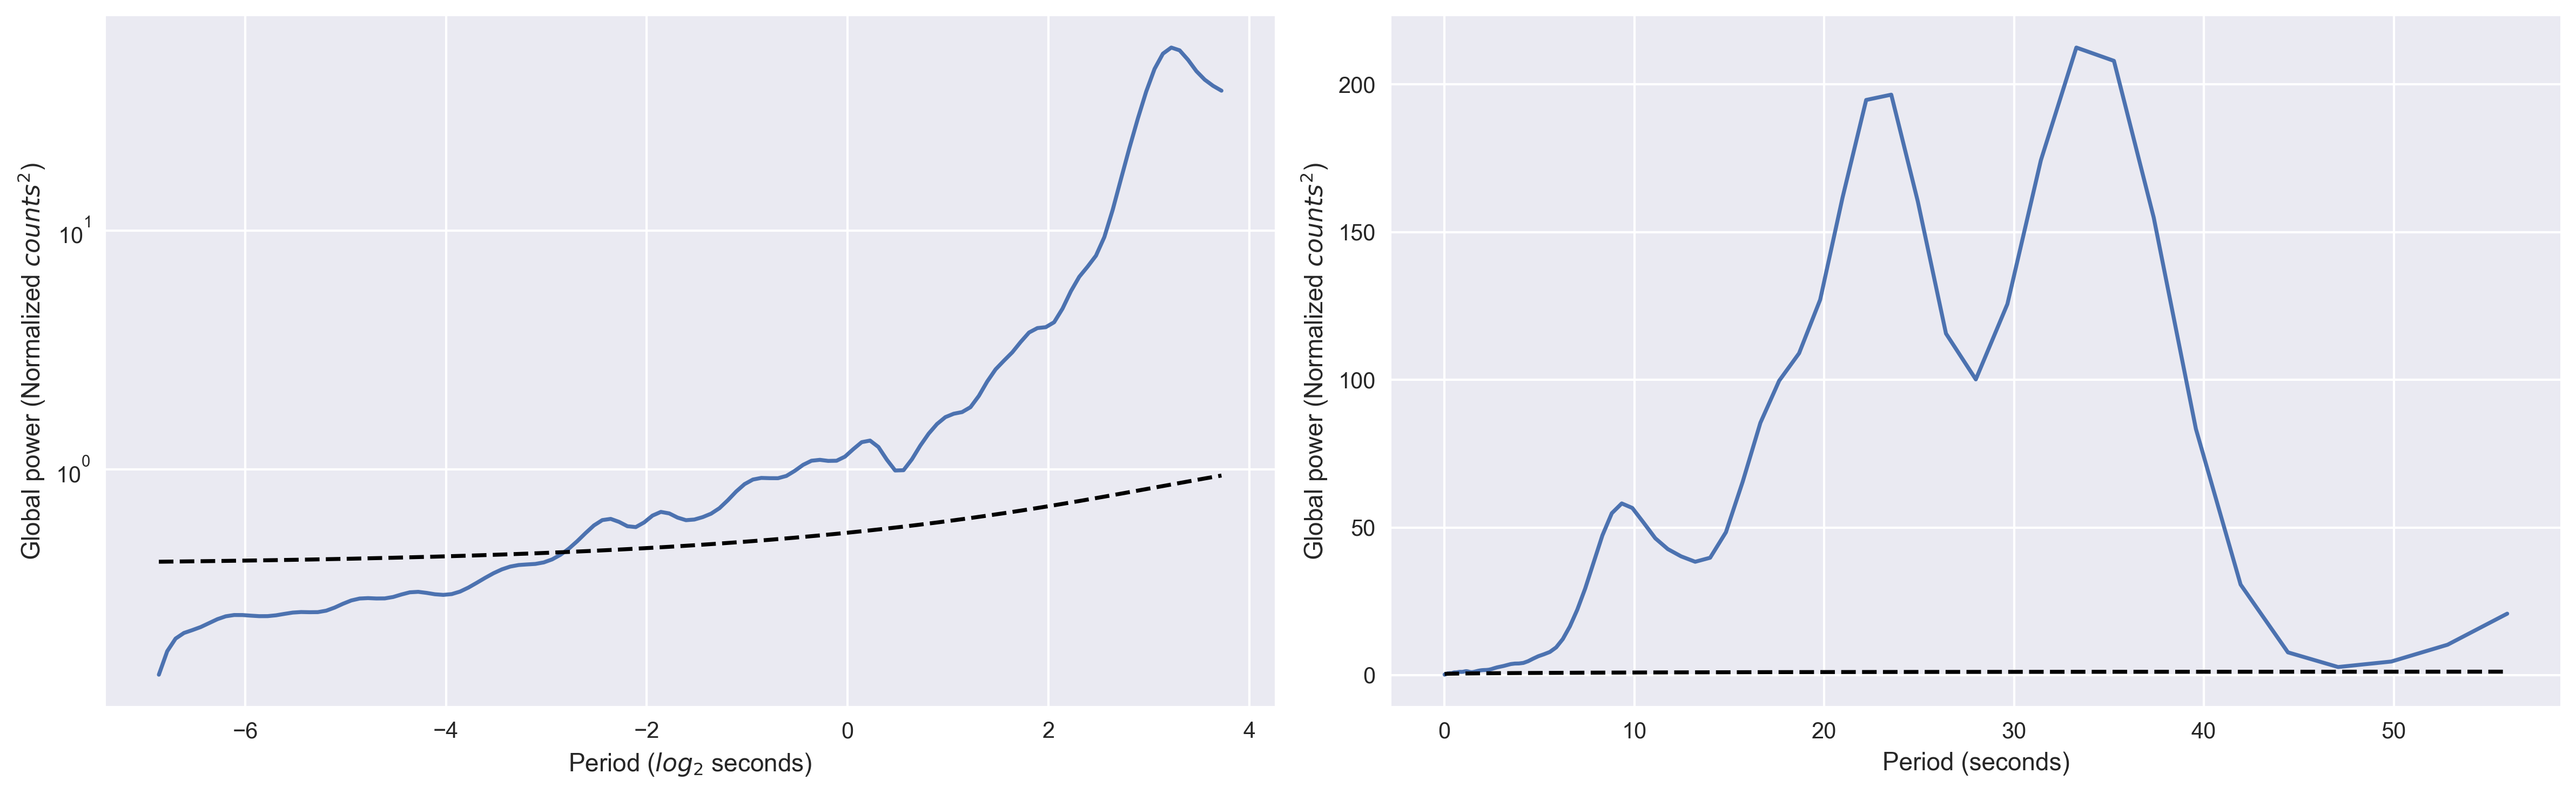 Global power (Normalized counts²)
10¹
10⁰
−6 −4 −2 0 2 4
Period (log₂ seconds)
Global power (Normalized counts²)
200
150
100
50
0
0 10 20 30 40 50
Period (seconds)